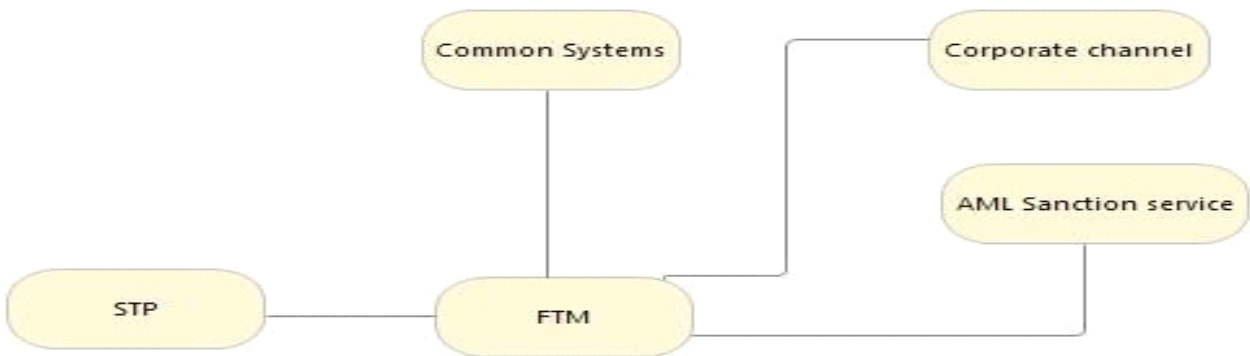 Common Systems
Corporate channel
AML Sanction service
STP
FTM